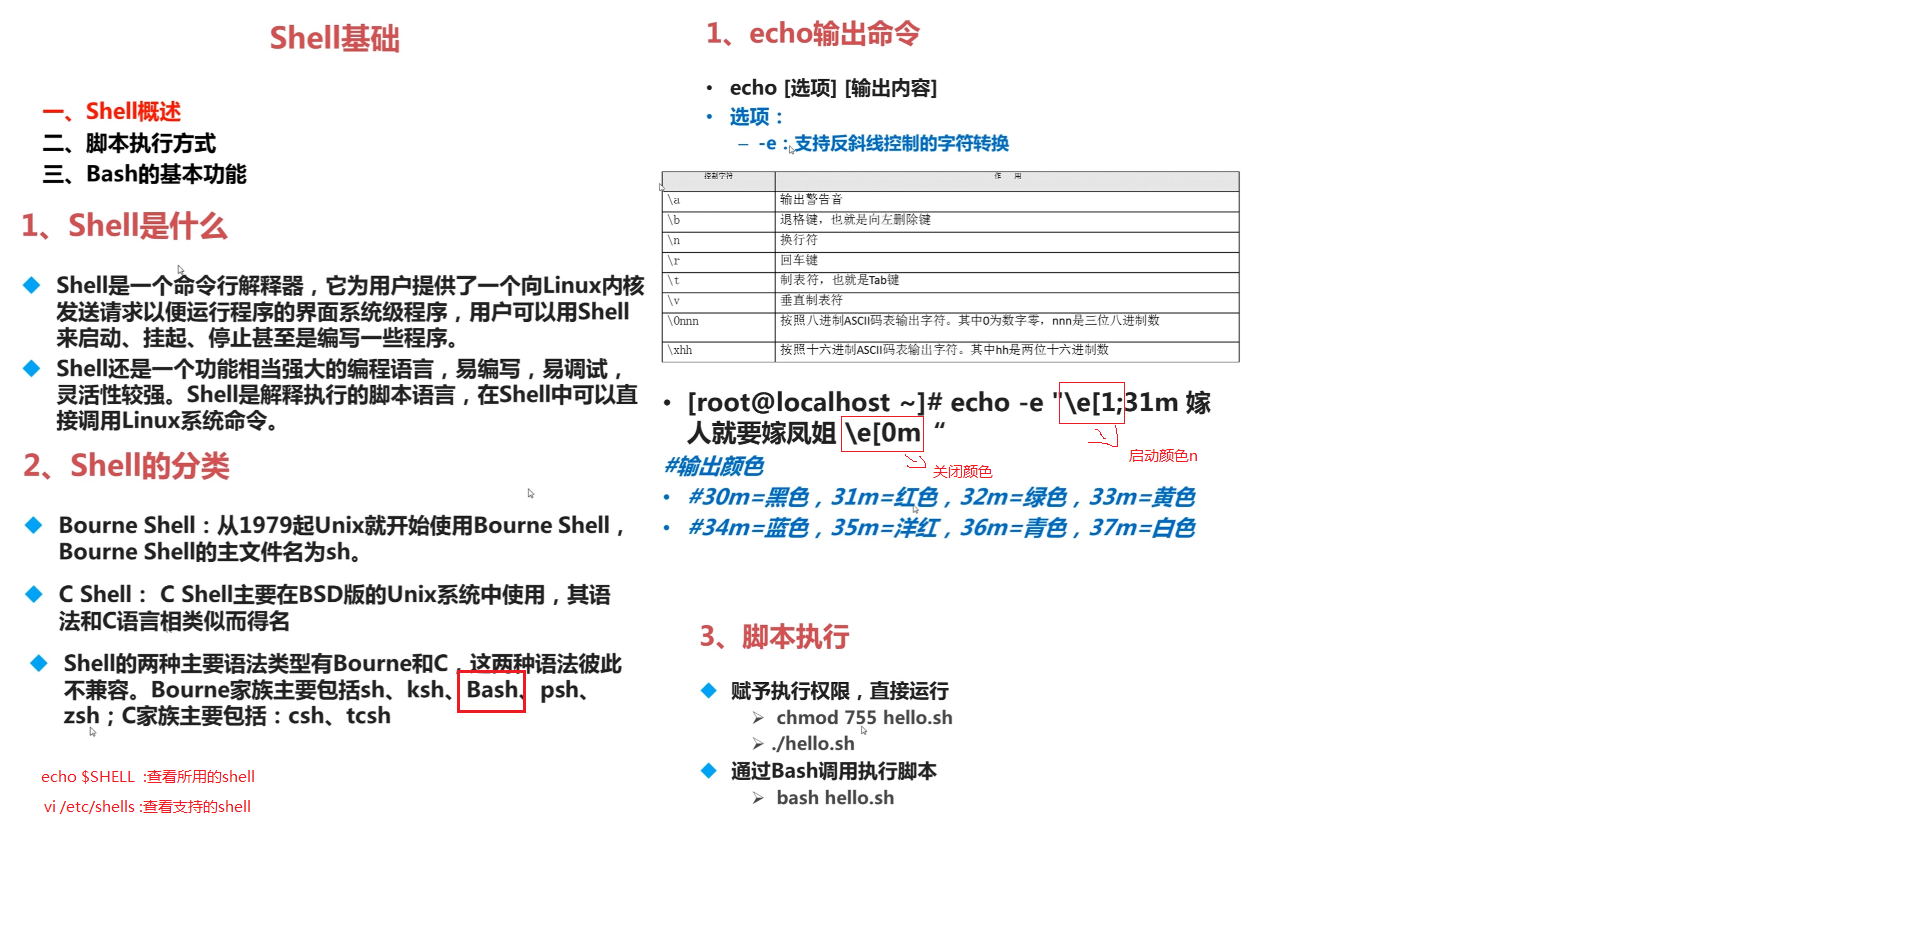 Shell基础
一、Shell概述
二、脚本执行方式
三、Bash的基本功能
1、Shell是什么
Shell是一个命令行解释器，它为用户提供了一个向Linux内核
发送请求以便运行程序的界面系统级程序，用户可以用Shell
来启动、挂起、停止甚至是编写一些程序。
Shell还是一个功能相当强大的编程语言，易编写，易调试，
灵活性较强。Shell是解释执行的脚本语言，在Shell中可以直
接调用Linux系统命令。
2、Shell的分类
Bourne Shell：从1979起Unix就开始使用Bourne Shell，
Bourne Shell的主文件名为sh。
C Shell： C Shell主要在BSD版的Unix系统中使用，其语
法和C语言相类似而得名
Shell的两种主要语法类型有Bourne和C，这两种语法彼此
不兼容。Bourne家族主要包括sh、ksh、Bash、psh、
zsh；C家族主要包括：csh、tcsh
echo $SHELL :查看所用的shell
vi /etc/shells :查看支持的shell
1、echo输出命令
• echo [选项] [输出内容]
• 选项：
– -e：支持反斜线控制的字符转换
控制字符 作 用
\a 输出警告音
\b 退格键，也就是向左删除键
\n 换行符
\r 回车键
\t 制表符，也就是Tab键
\v 垂直制表符
\0nnn 按照八进制ASCII码表输出字符。其中0为数字零，nnn是三位八进制数
\xhh 按照十六进制ASCII码表输出字符。其中hh是两位十六进制数
• [root@localhost ~]# echo -e "\e[1;31m 嫁
人就要嫁凤姐 \e[0m “
启动颜色n
#输出颜色
关闭颜色
• #30m=黑色，31m=红色，32m=绿色，33m=黄色
• #34m=蓝色，35m=洋红，36m=青色，37m=白色
3、脚本执行
赋予执行权限，直接运行
➢ chmod 755 hello.sh
➢ ./hello.sh
通过Bash调用执行脚本
➢ bash hello.sh